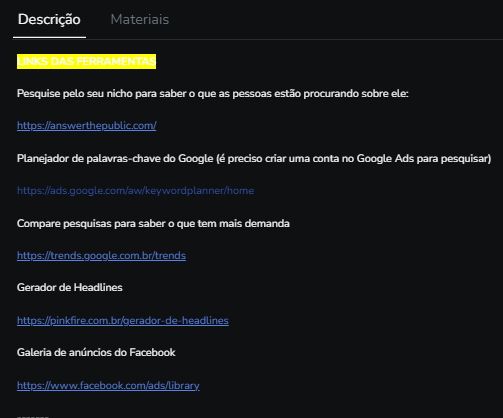 Descrição Materiais
LINKS DAS FERRAMENTAS
Pesquise pelo seu nicho para saber o que as pessoas estão procurando sobre ele:
https://answerthepublic.com/
Planejador de palavras-chave do Google (é preciso criar uma conta no Google Ads para pesquisar)
https://ads.google.com/aw/keywordplanner/home
Compare pesquisas para saber o que tem mais demanda
https://trends.google.com.br/trends
Gerador de Headlines
https://pinkfire.com.br/gerador-de-headlines
Galeria de anúncios do Facebook
https://www.facebook.com/ads/library